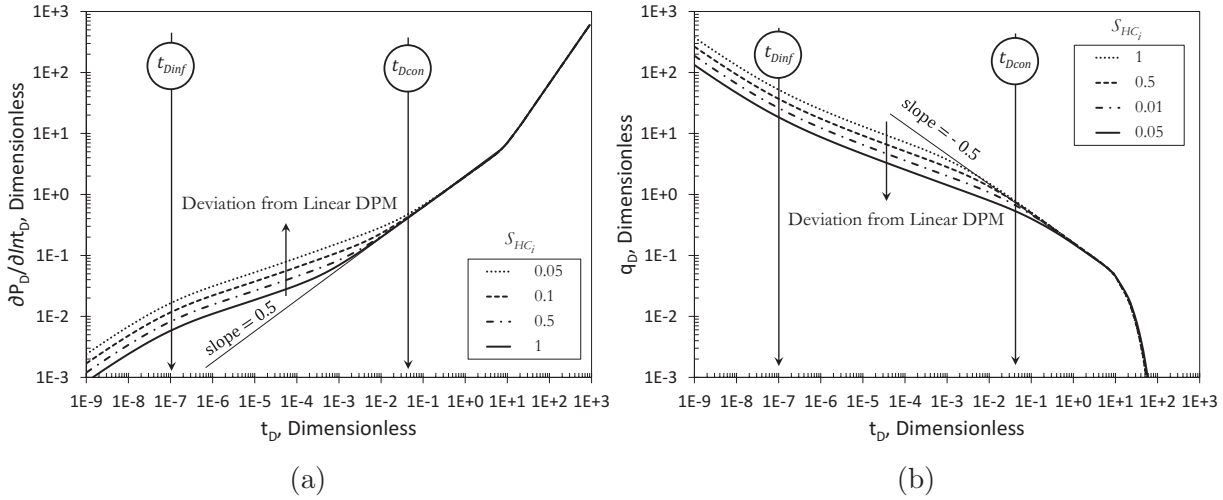 1E+3
1E+2
1E+1
1E+0
1E-1
1E-2
1E-3
∂P_D/∂lnt_D, Dimensionless
t_Dinf
t_Dcon
Deviation from Linear DPM
slope = 0.5
S_HC_i
0.05
0.1
0.5
1
1E-9 1E-8 1E-7 1E-6 1E-5 1E-4 1E-3 1E-2 1E-1 1E+0 1E+1 1E+2 1E+3
t_D, Dimensionless
(a)
1E+3
1E+2
1E+1
1E+0
1E-1
1E-2
1E-3
q_D, Dimensionless
t_Dinf
t_Dcon
S_HC_i
1
0.5
0.01
0.05
slope = - 0.5
Deviation from Linear DPM
1E-9 1E-8 1E-7 1E-6 1E-5 1E-4 1E-3 1E-2 1E-1 1E+0 1E+1 1E+2 1E+3
t_D, Dimensionless
(b)